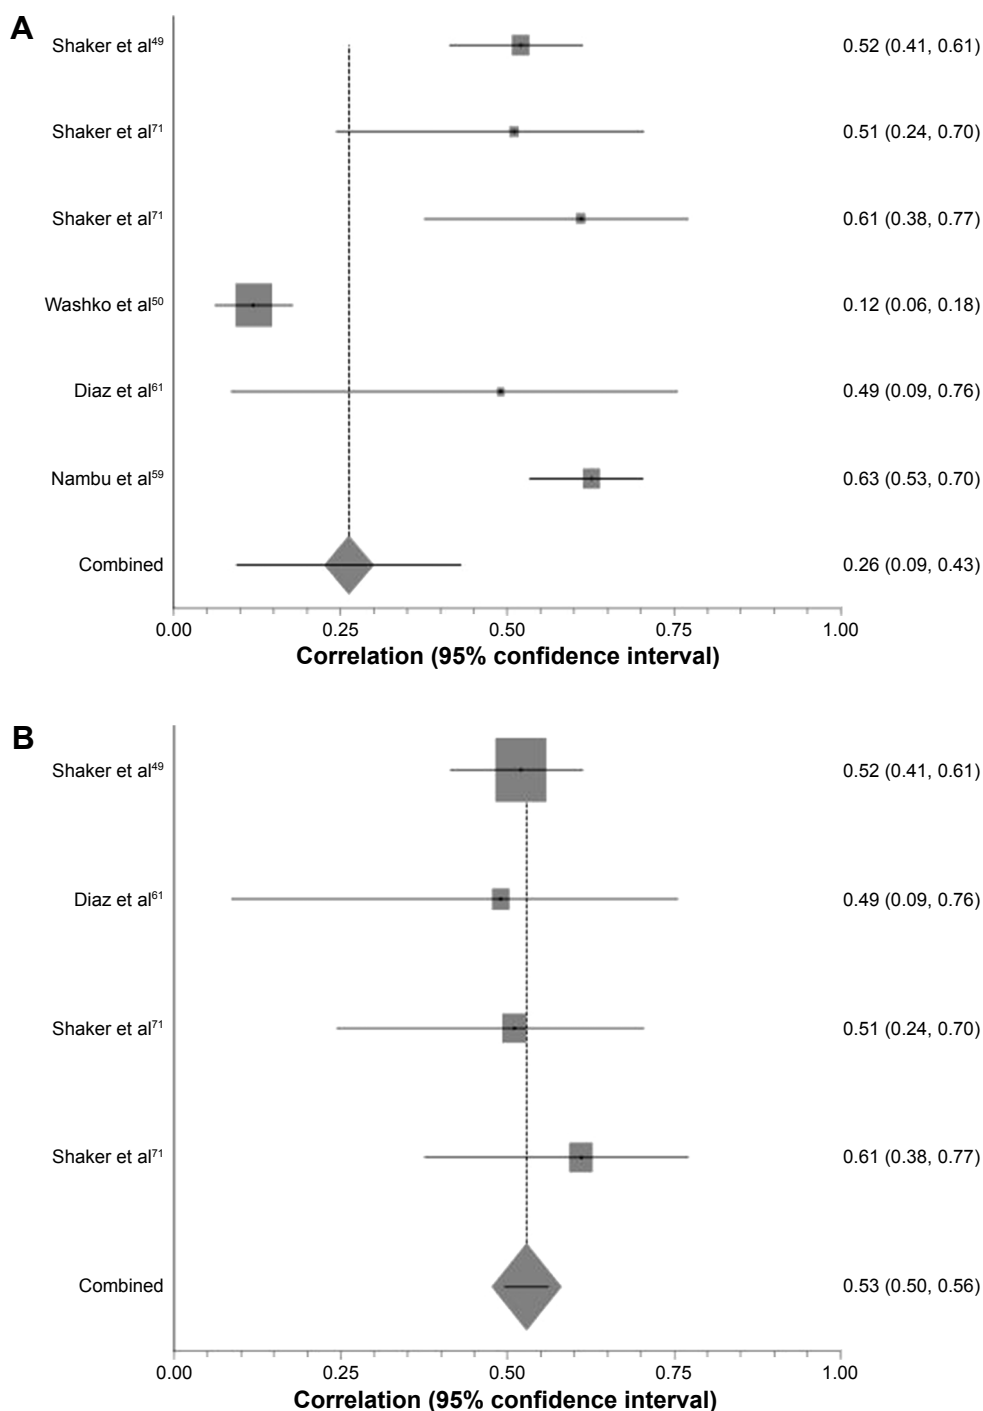 A
Shaker et al⁴⁹ 0.52 (0.41, 0.61)
Shaker et al⁷¹ 0.51 (0.24, 0.70)
Shaker et al⁷¹ 0.61 (0.38, 0.77)
Washko et al⁵⁰ 0.12 (0.06, 0.18)
Diaz et al⁶¹ 0.49 (0.09, 0.76)
Nambu et al⁵⁹ 0.63 (0.53, 0.70)
Combined 0.26 (0.09, 0.43)
0.00 0.25 0.50 0.75 1.00
Correlation (95% confidence interval)
B
Shaker et al⁴⁹ 0.52 (0.41, 0.61)
Diaz et al⁶¹ 0.49 (0.09, 0.76)
Shaker et al⁷¹ 0.51 (0.24, 0.70)
Shaker et al⁷¹ 0.61 (0.38, 0.77)
Combined 0.53 (0.50, 0.56)
0.00 0.25 0.50 0.75 1.00
Correlation (95% confidence interval)